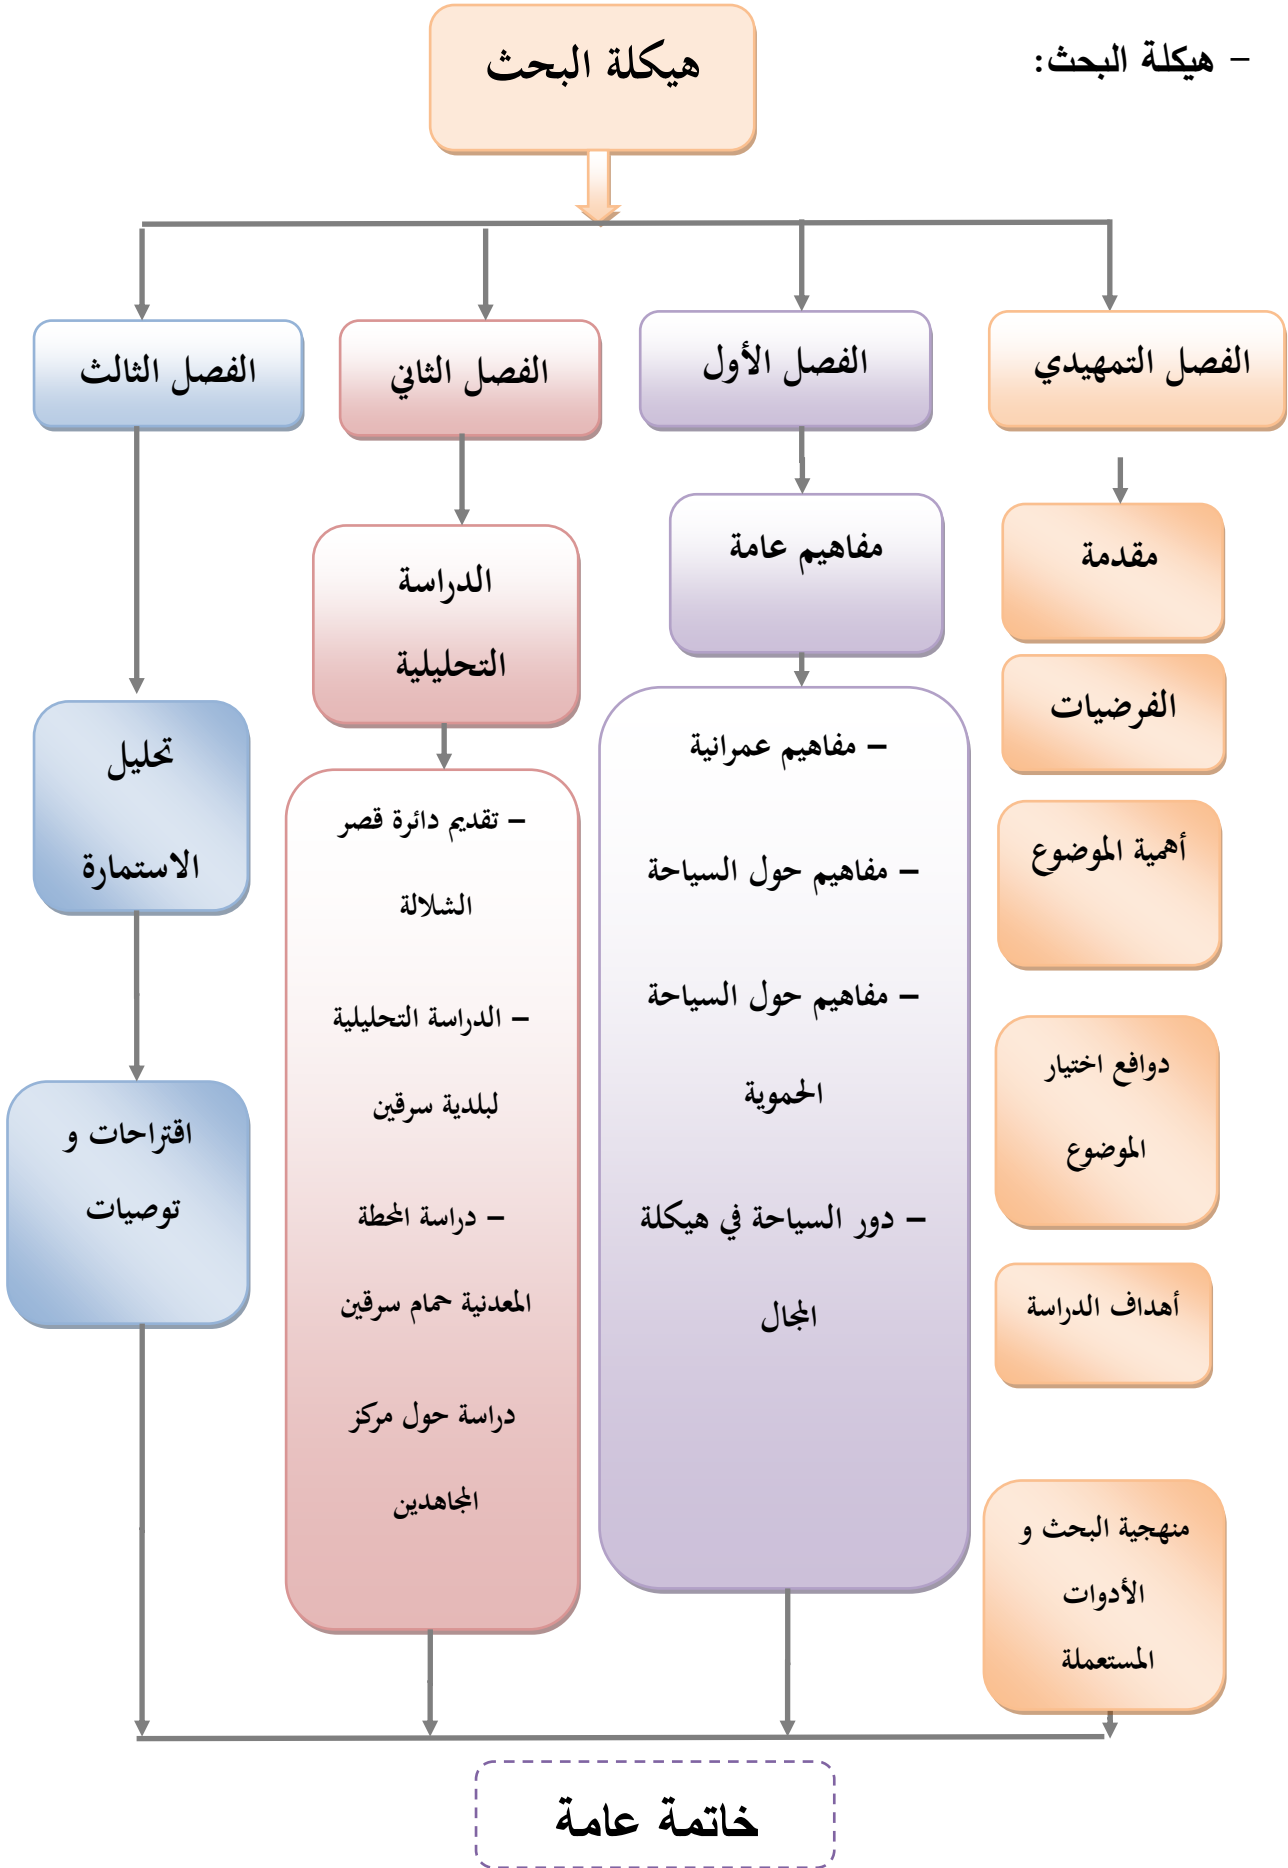 - هيكلة البحث:
هيكلة البحث
الفصل التمهيدي
مقدمة
الفرضيات
أهمية الموضوع
دوافع اختيار
الموضوع
أهداف الدراسة
منهجية البحث و
الأدوات
المستعملة
الفصل الأول
مفاهيم عامة
– مفاهيم عمرانية
– مفاهيم حول السياحة
– مفاهيم حول السياحة
الحموية
– دور السياحة في هيكلة
المجال
الفصل الثاني
الدراسة
التحليلية
– تقديم دائرة قصر
الشلالة
– الدراسة التحليلية
لبلدية سرقين
– دراسة المحطة
المعدنية حمام سرقين
دراسة حول مركز
المجاهدين
الفصل الثالث
تحليل
الاستمارة
اقتراحات و
توصيات
خاتمة عامة